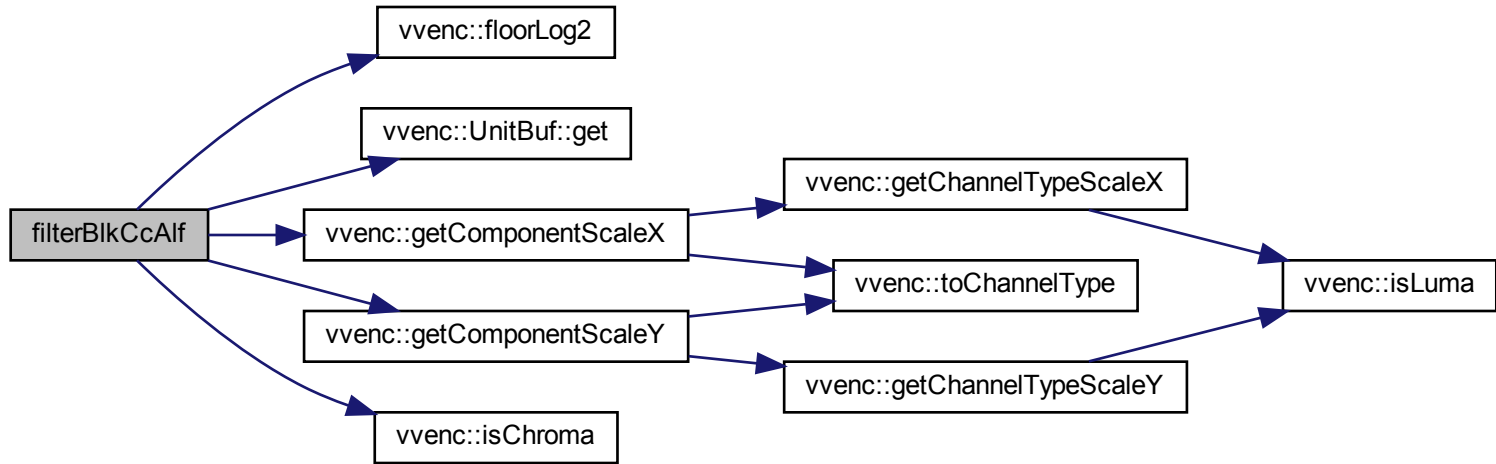 vvenc::floorLog2
vvenc::UnitBuf::get
vvenc::getChannelTypeScaleX
filterBlkCcAlf
vvenc::getComponentScaleX
vvenc::toChannelType
vvenc::isLuma
vvenc::getComponentScaleY
vvenc::getChannelTypeScaleY
vvenc::isChroma